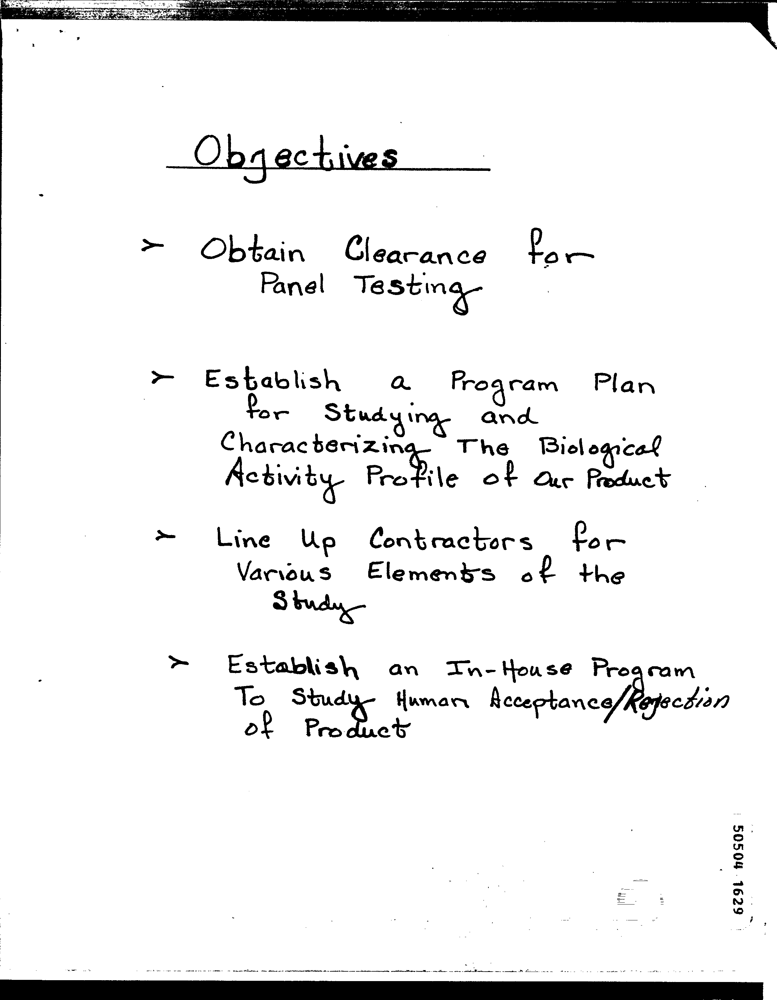 Objectives
> Obtain Clearance for
Panel Testing
> Establish a Program Plan
for Studying and
Characterizing The Biological
Activity Profile of Our Product
> Line Up Contractors for
Various Elements of the
Study
> Establish an In-House Program
To Study Human Acceptance/Rejection
of Product
50504 1629